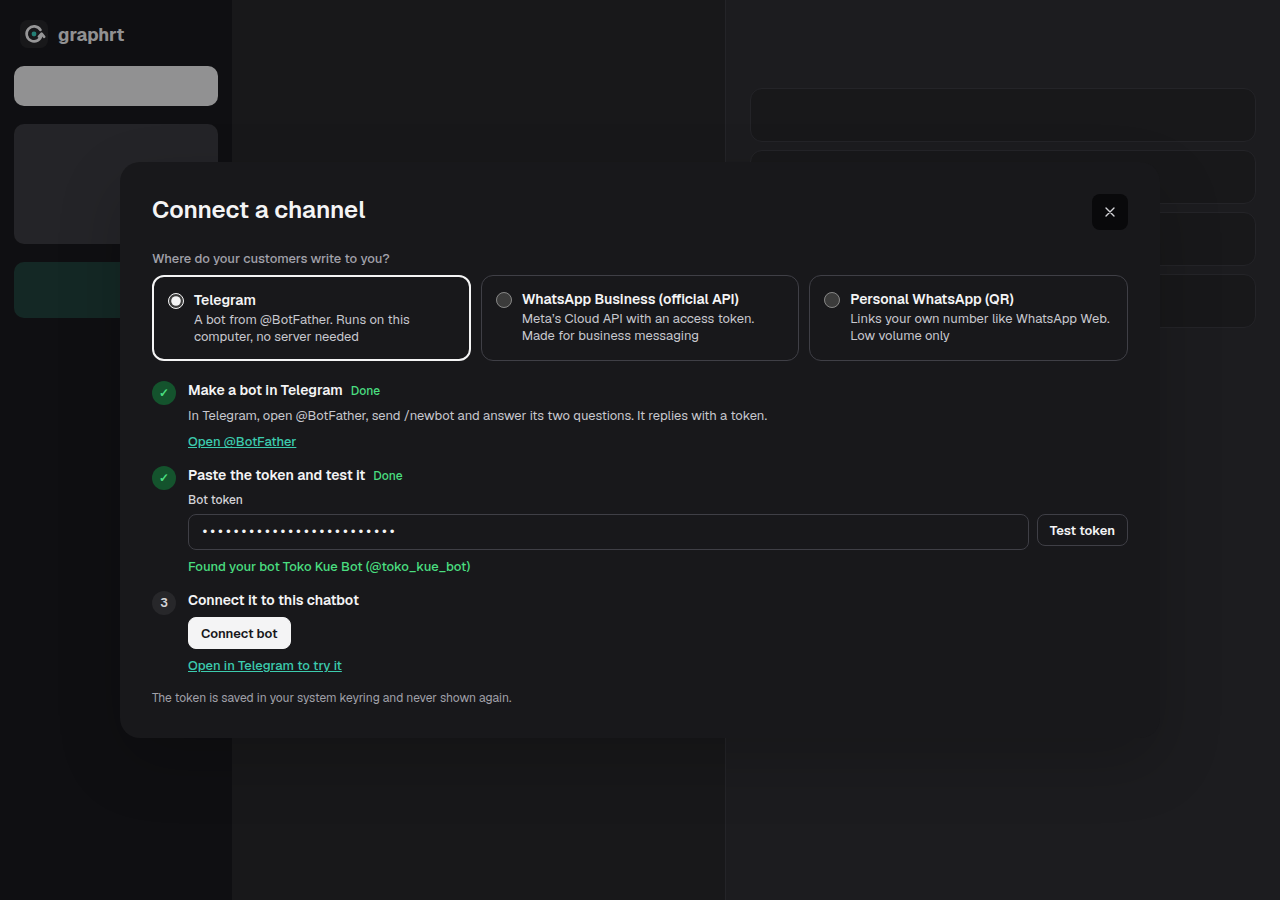 graphrt
Connect a channel
Where do your customers write to you?
Telegram
A bot from @BotFather. Runs on this
computer, no server needed
WhatsApp Business (official API)
Meta's Cloud API with an access token.
Made for business messaging
Personal WhatsApp (QR)
Links your own number like WhatsApp Web.
Low volume only
✓ Make a bot in Telegram Done
In Telegram, open @BotFather, send /newbot and answer its two questions. It replies with a token.
Open @BotFather
✓ Paste the token and test it Done
Bot token
••••••••••••••••••••••••• Test token
Found your bot Toko Kue Bot (@toko_kue_bot)
3 Connect it to this chatbot
Connect bot
Open in Telegram to try it
The token is saved in your system keyring and never shown again.